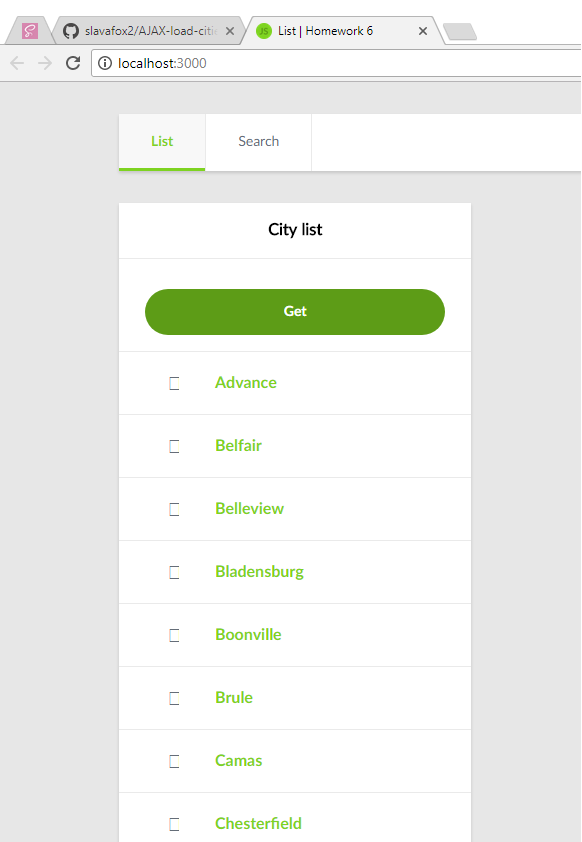 slavafox2/AJAX-load-citi
List | Homework 6
localhost:3000
List
Search
City list
Get
Advance
Belfair
Belleview
Bladensburg
Boonville
Brule
Camas
Chesterfield